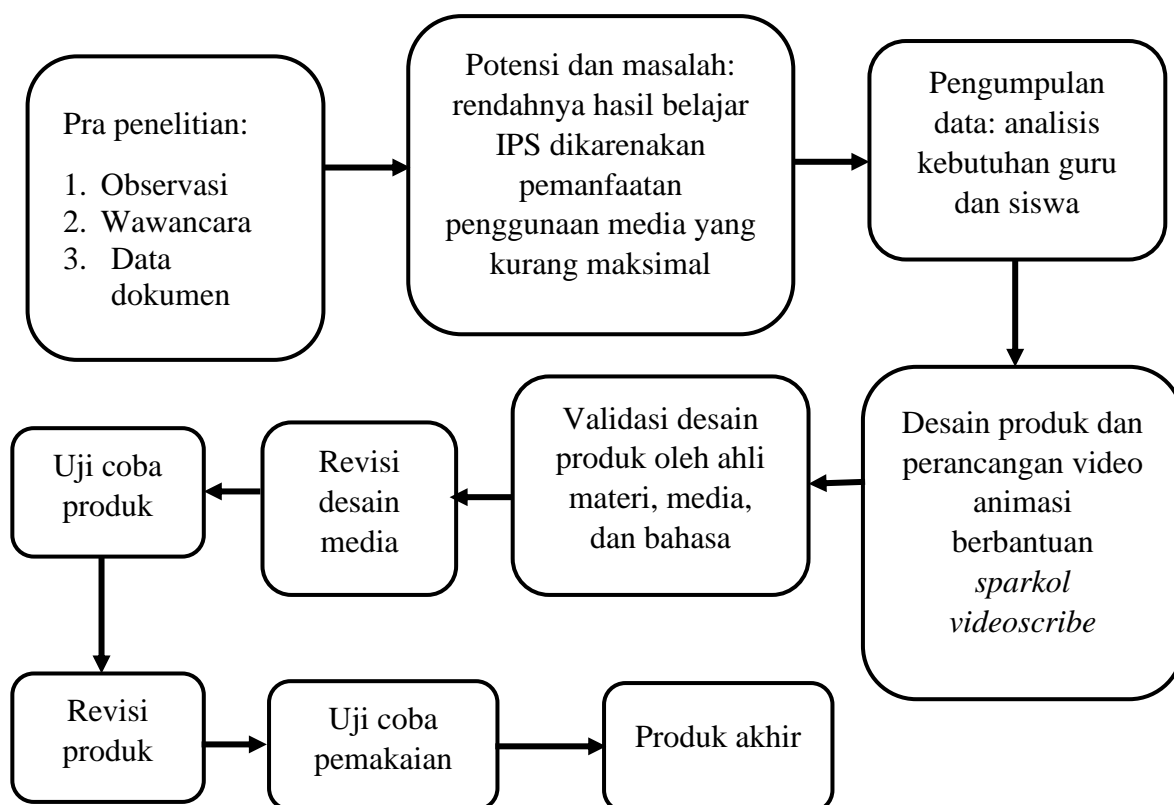 Pra penelitian:
1. Observasi
2. Wawancara
3. Data
dokumen
Potensi dan masalah:
rendahnya hasil belajar
IPS dikarenakan
pemanfaatan
penggunaan media yang
kurang maksimal
Pengumpulan
data: analisis
kebutuhan guru
dan siswa
Desain produk dan
perancangan video
animasi
berbantuan
sparkol
videoscribe
Validasi desain
produk oleh ahli
materi, media,
dan bahasa
Revisi
desain
media
Uji coba
produk
Revisi
produk
Uji coba
pemakaian
Produk akhir